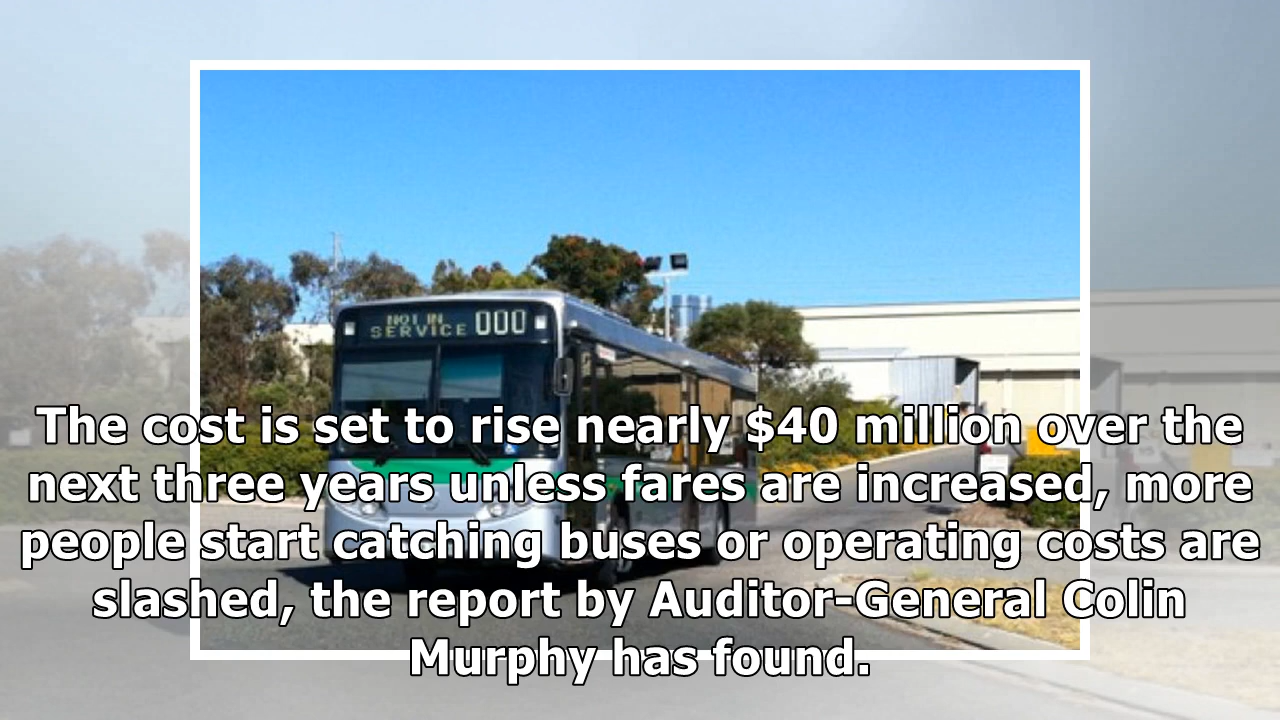 NOT IN
SERVICE 000
The cost is set to rise nearly $40 million over the
next three years unless fares are increased, more
people start catching buses or operating costs are
slashed, the report by Auditor-General Colin
Murphy has found.